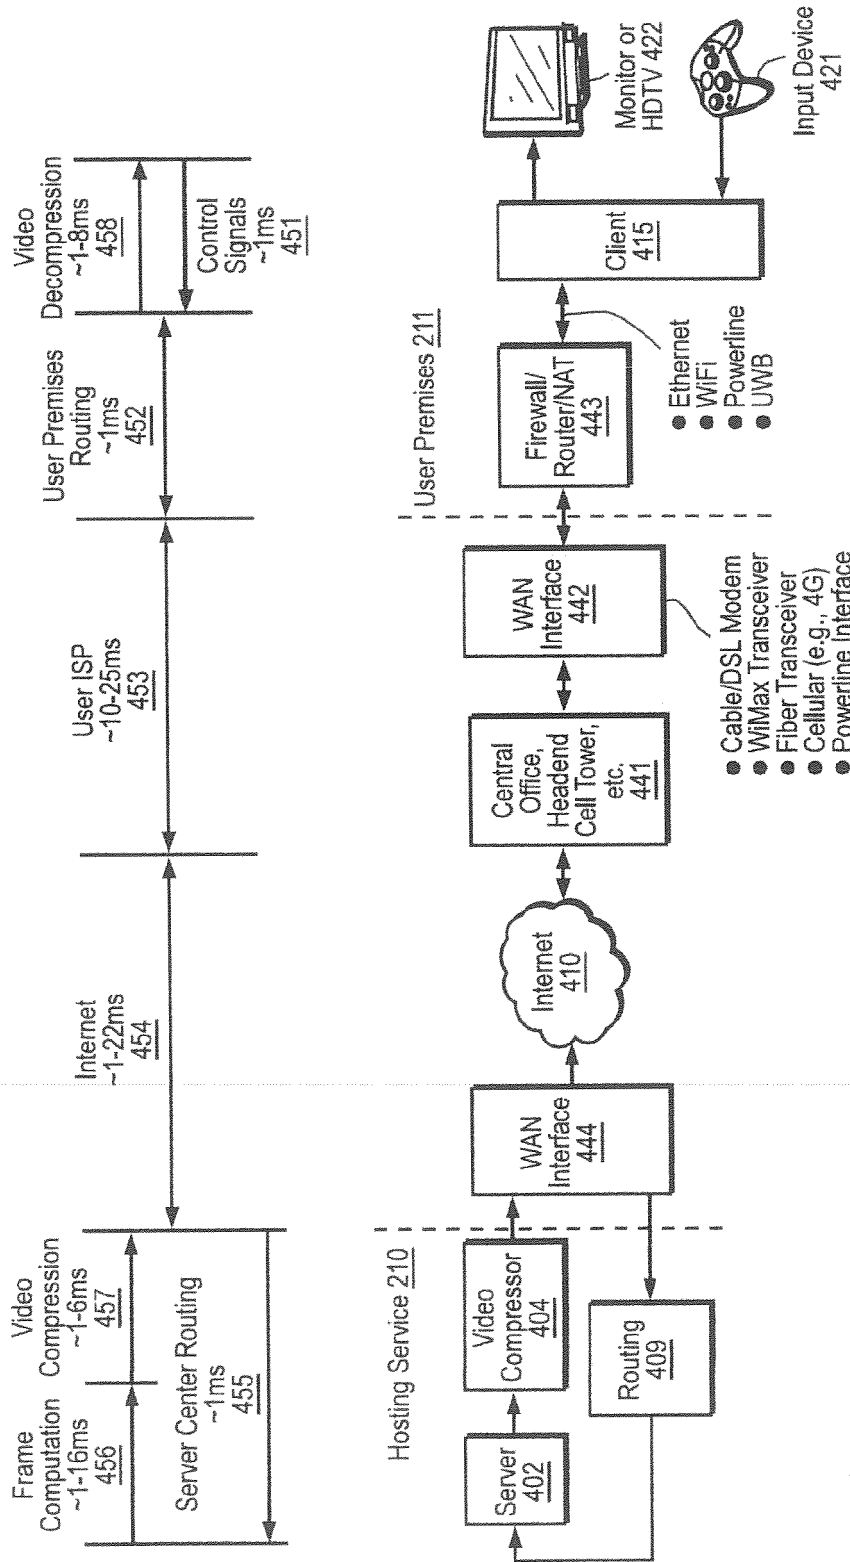 Frame
Computation
~1-16ms
456
Video
Compression
~1-6ms
457
Server Center Routing
~1ms
455
Internet
~1-22ms
454
User ISP
~10-25ms
453
User Premises
Routing
~1ms
452
Video
Decompression
~1-8ms
458
Control
Signals
~1ms
451
Hosting Service 210
Server
402
Video
Compressor
404
Routing
409
WAN
Interface
444
Internet
410
Central
Office,
Headend
Cell Tower,
etc.
441
WAN
Interface
442
● Cable/DSL Modem
● WiMax Transceiver
● Fiber Transceiver
● Cellular (e.g., 4G)
● Powerline Interface
User Premises 211
Firewall/
Router/NAT
443
● Ethernet
● WiFi
● Powerline
● UWB
Client
415
Monitor or
HDTV 422
Input Device
421